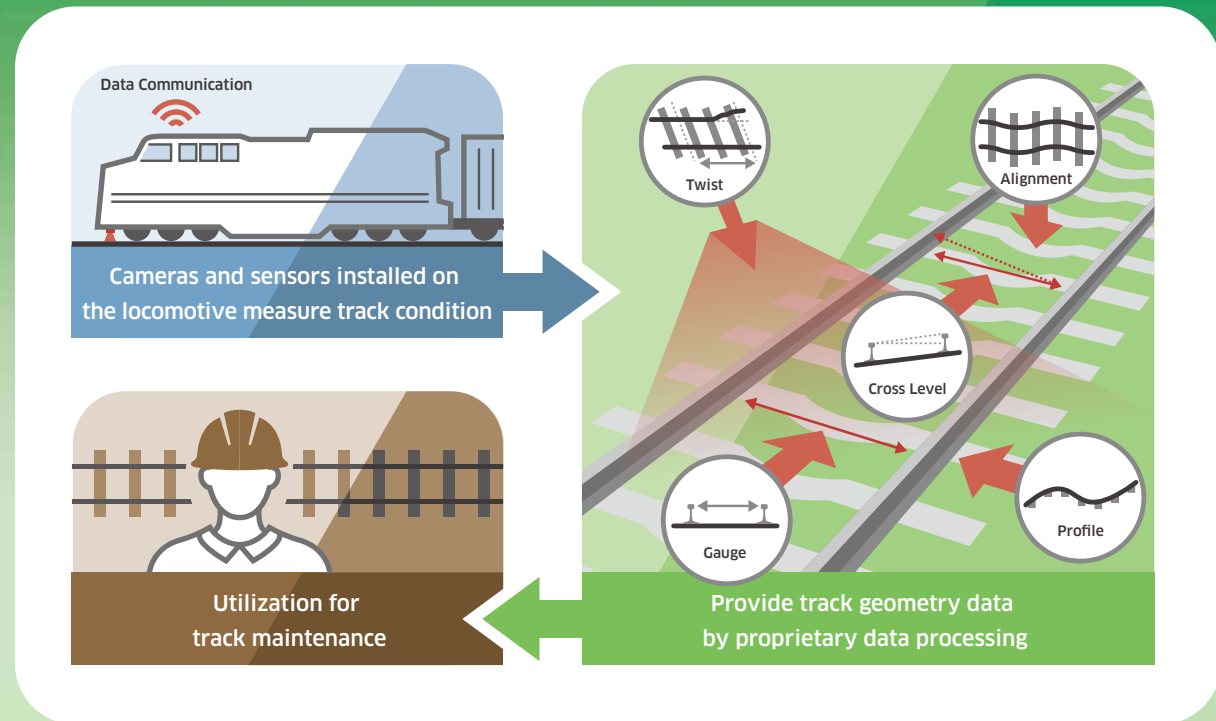 Data Communication
Cameras and sensors installed on
the locomotive measure track condition
Twist
Alignment
Cross Level
Gauge
Profile
Provide track geometry data
by proprietary data processing
Utilization for
track maintenance